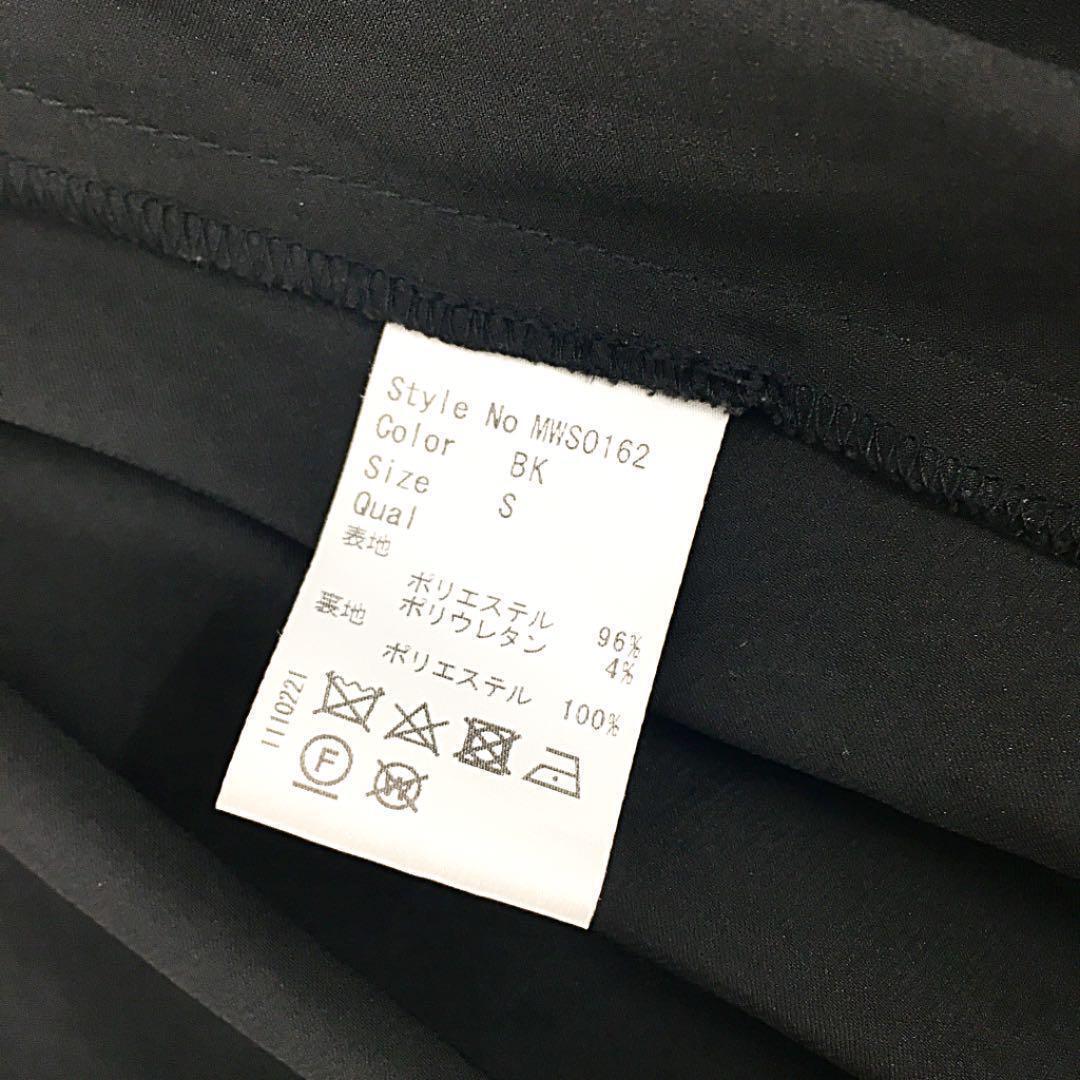 Style No MWS0162
Color BK
Size S
Qual
表地
ポリエステル 96%
ポリウレタン 4%
裏地
ポリエステル 100%
1110221
F
W